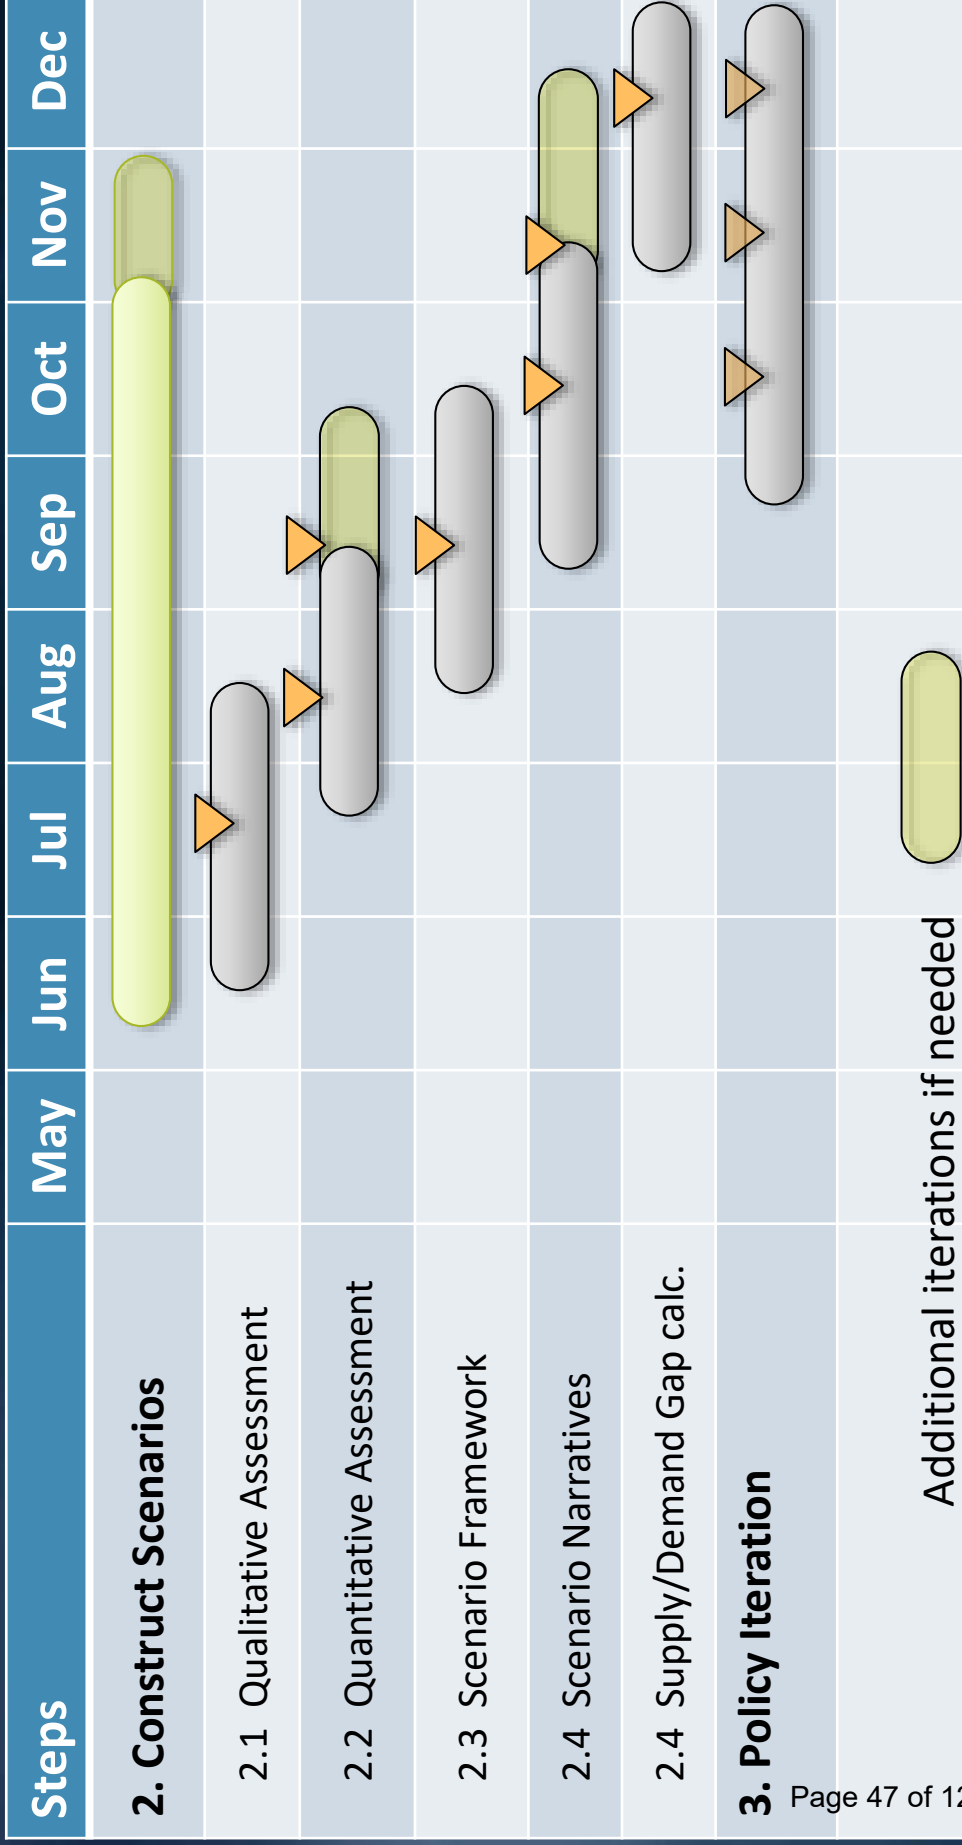 Steps May Jun Jul Aug Sep Oct Nov Dec
2. Construct Scenarios
2.1 Qualitative Assessment
2.2 Quantitative Assessment
2.3 Scenario Framework
2.4 Scenario Narratives
2.4 Supply/Demand Gap calc.
3. Policy Iteration
Additional iterations if needed
Page 47 of 12